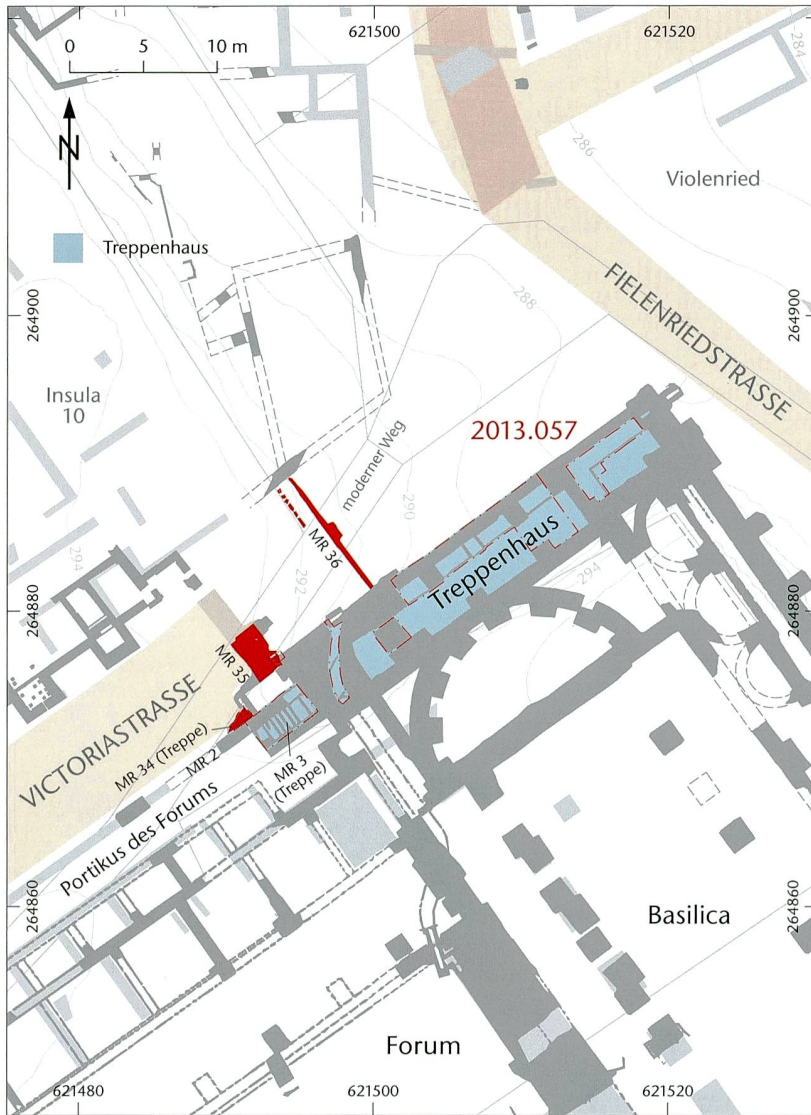 621500
621520
0 5 10 m
284
N
286
Violenried
Treppenhaus
FIELENRIEDSTRASSE
264900
264900
288
Insula
10
2013.057
moderner Weg
290
294
MR 36
292
Treppenhaus
294
264880
264880
MR 35
VICTORIASTRASSE
MR 34 (Treppe)
MR 2
MR 3
(Treppe)
Portikus des Forums
264860
264860
Basilica
Forum
621480
621500
621520